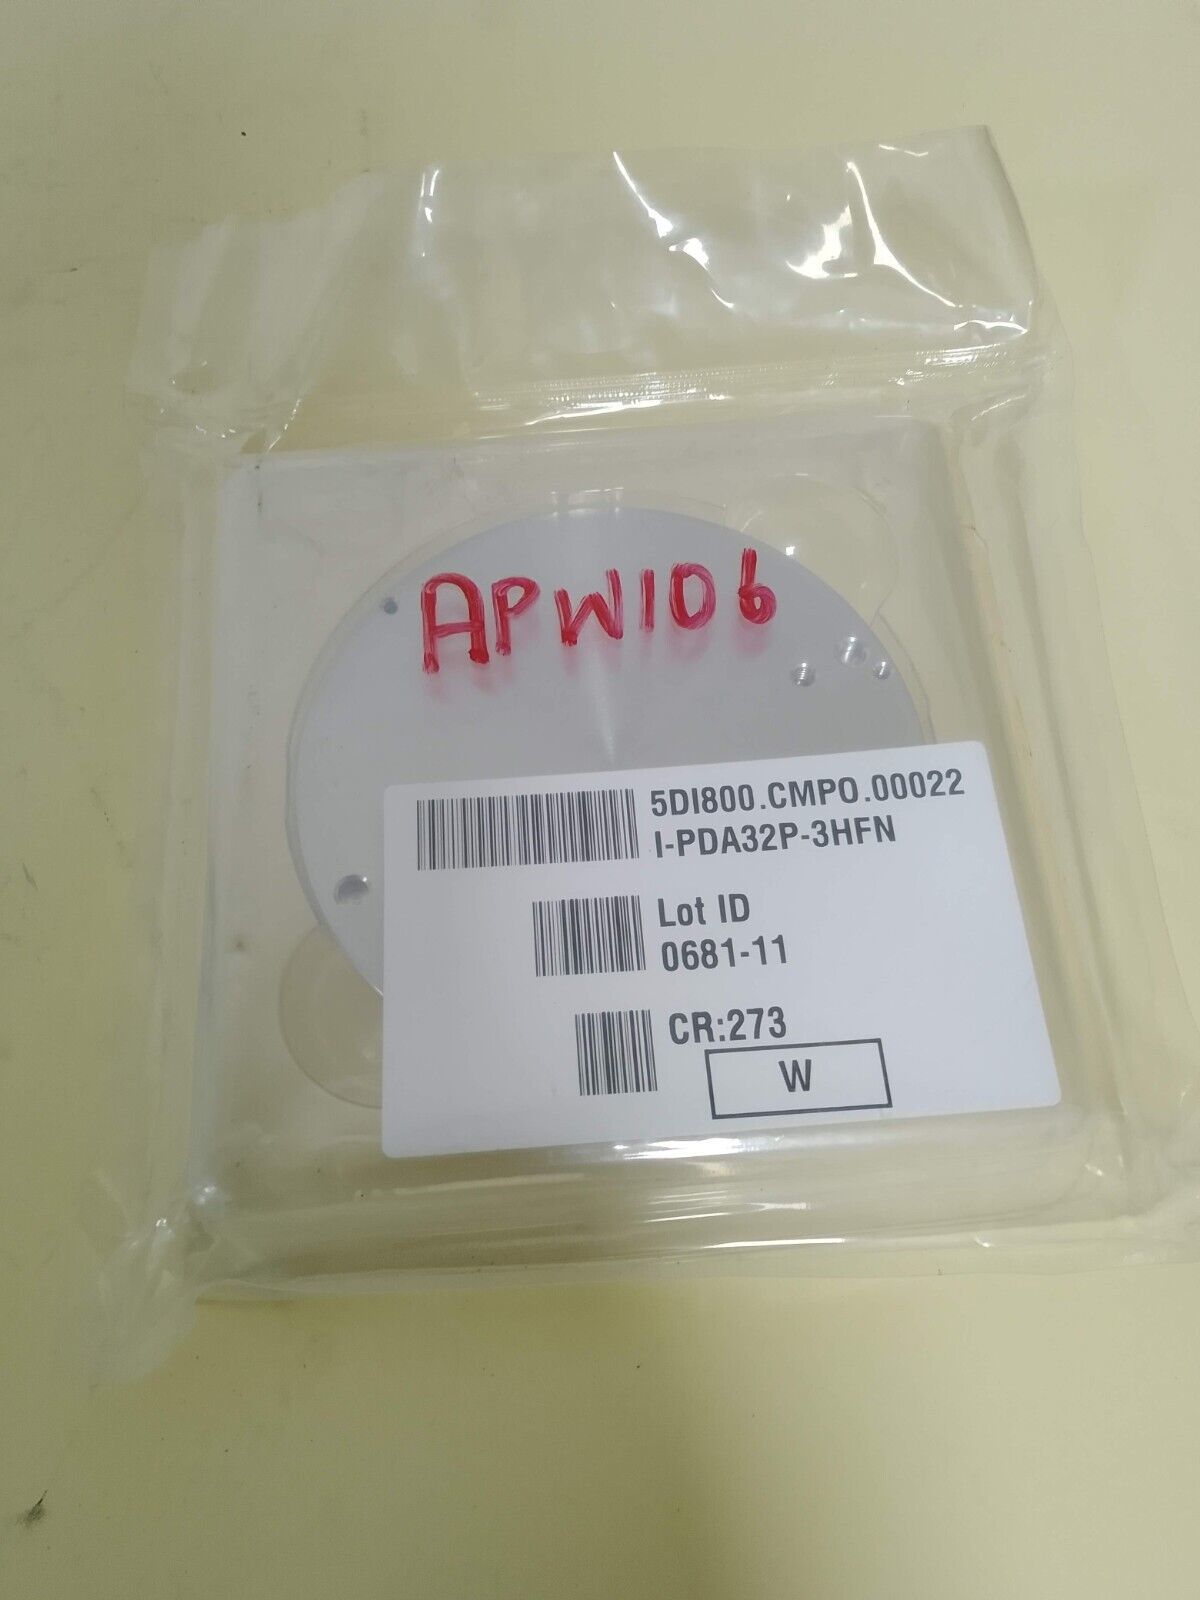 APW106
5DI800.CMPO.00022
I-PDA32P-3HFN
Lot ID
0681-11
CR:273
W